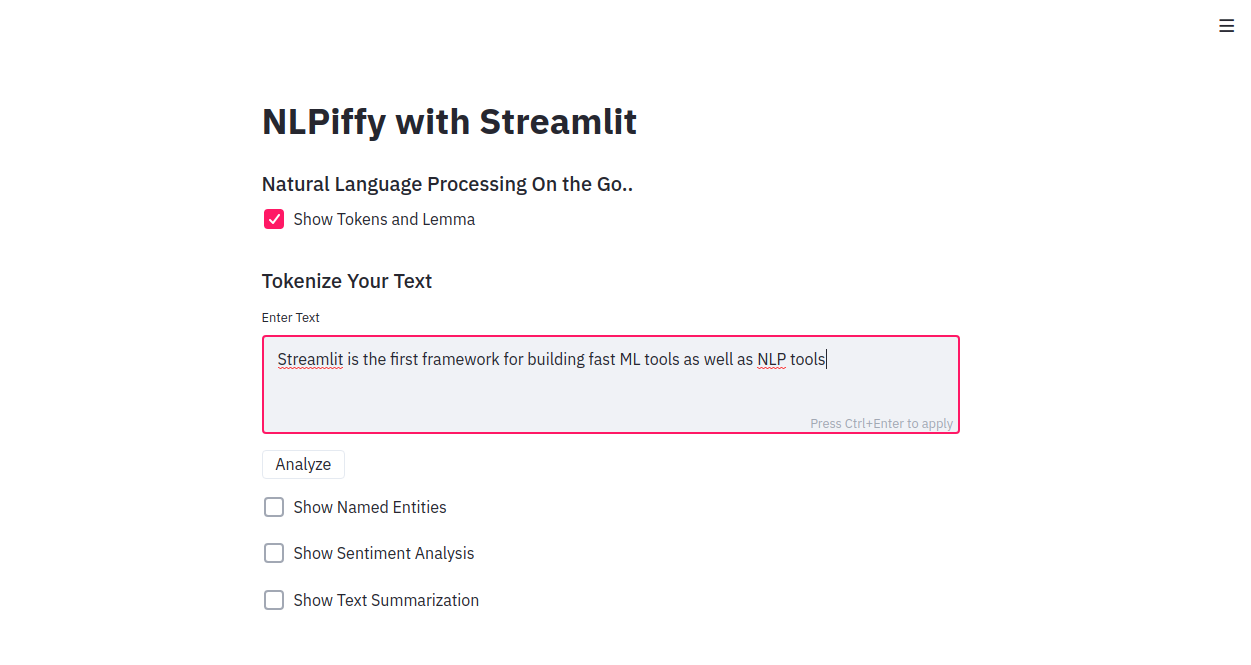 NLPiffy with Streamlit
Natural Language Processing On the Go..
Show Tokens and Lemma
Tokenize Your Text
Enter Text
Streamlit is the first framework for building fast ML tools as well as NLP tools
Press Ctrl+Enter to apply
Analyze
Show Named Entities
Show Sentiment Analysis
Show Text Summarization